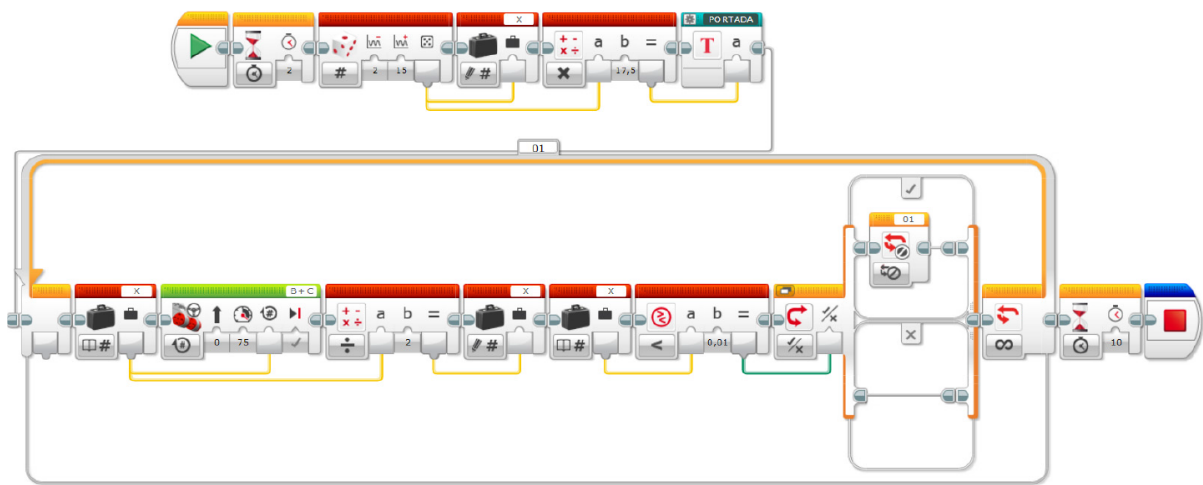 X PORTADA
+ - a b = T a
x ÷
2 # 2 15 # 17,5
01
01
X B + C X X
+ - a b = a b =
x ÷
# # 0 75 ÷ 2 # # < 0,01 ∞ 10